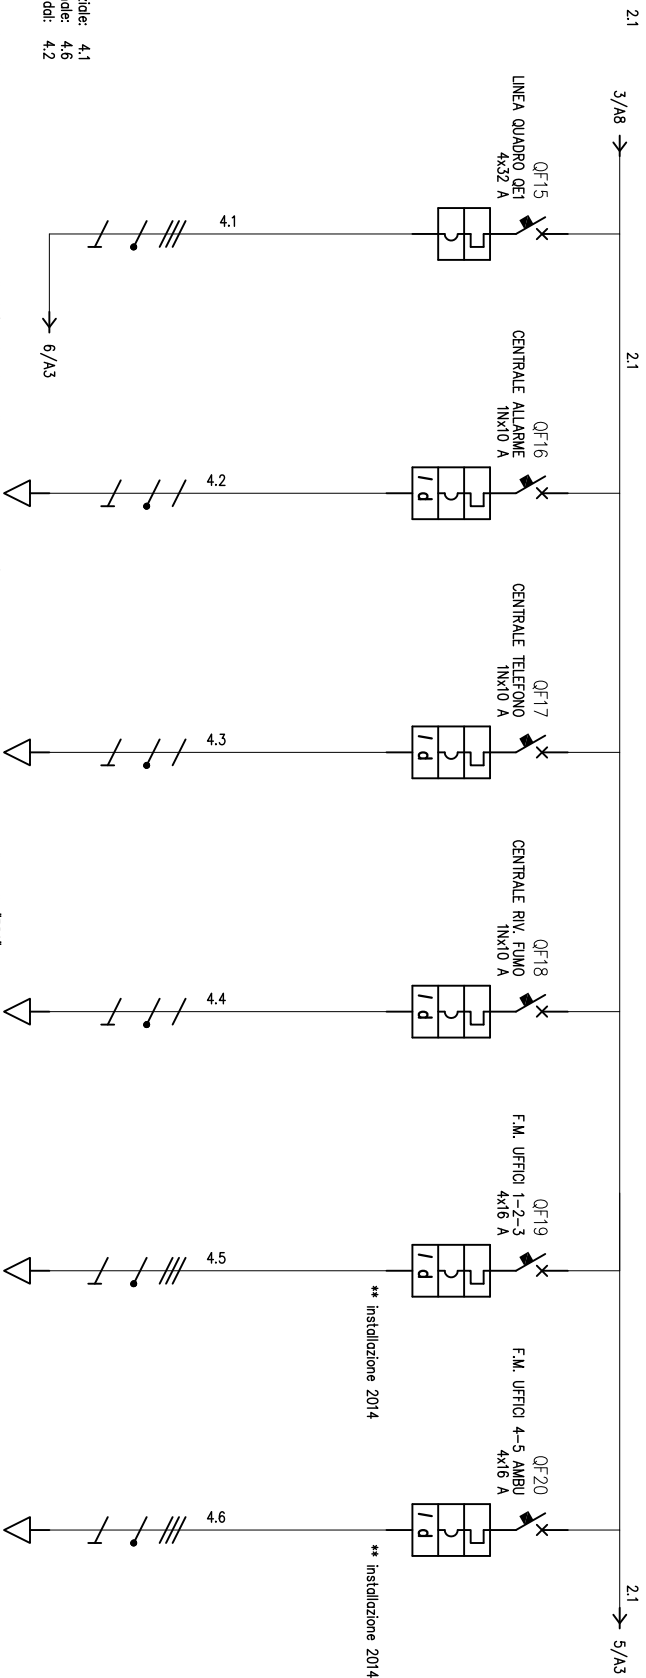 2.1
3/A8
2.1
2.1
5/A3
QF15
LINEA QUADRO QE1
4x32 A
4.1
6/A3
QF16
CENTRALE ALLARME
1Nx10 A
I d
4.2
QF17
CENTRALE TELEFONO
1Nx10 A
I d
4.3
QF18
CENTRALE RIV. FUMO
1Nx10 A
I d
4.4
QF19
F.M. UFFICI 1-2-3
4x16 A
I d
** installazione 2014
4.5
QF20
F.M. UFFICI 4-5 AMBU
4x16 A
I d
** installazione 2014
4.6
4.1
4.6
dal: 4.2